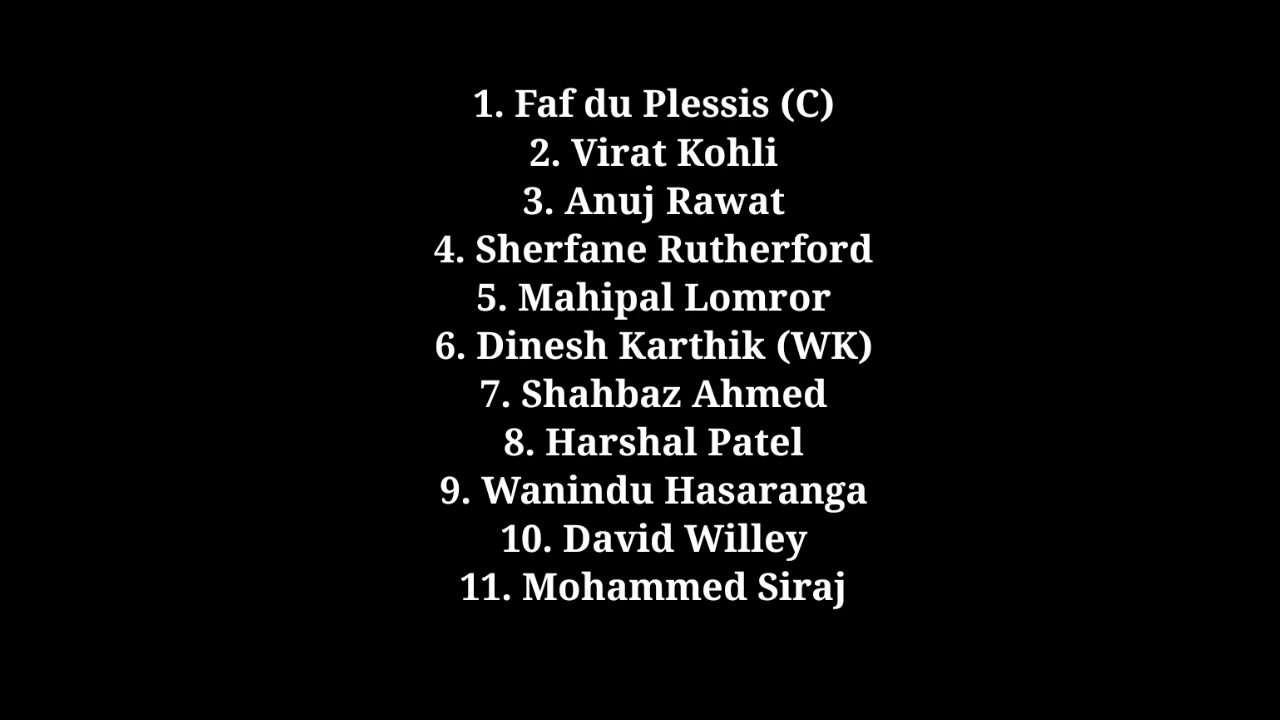 1. Faf du Plessis (C)
2. Virat Kohli
3. Anuj Rawat
4. Sherfane Rutherford
5. Mahipal Lomror
6. Dinesh Karthik (WK)
7. Shahbaz Ahmed
8. Harshal Patel
9. Wanindu Hasaranga
10. David Willey
11. Mohammed Siraj